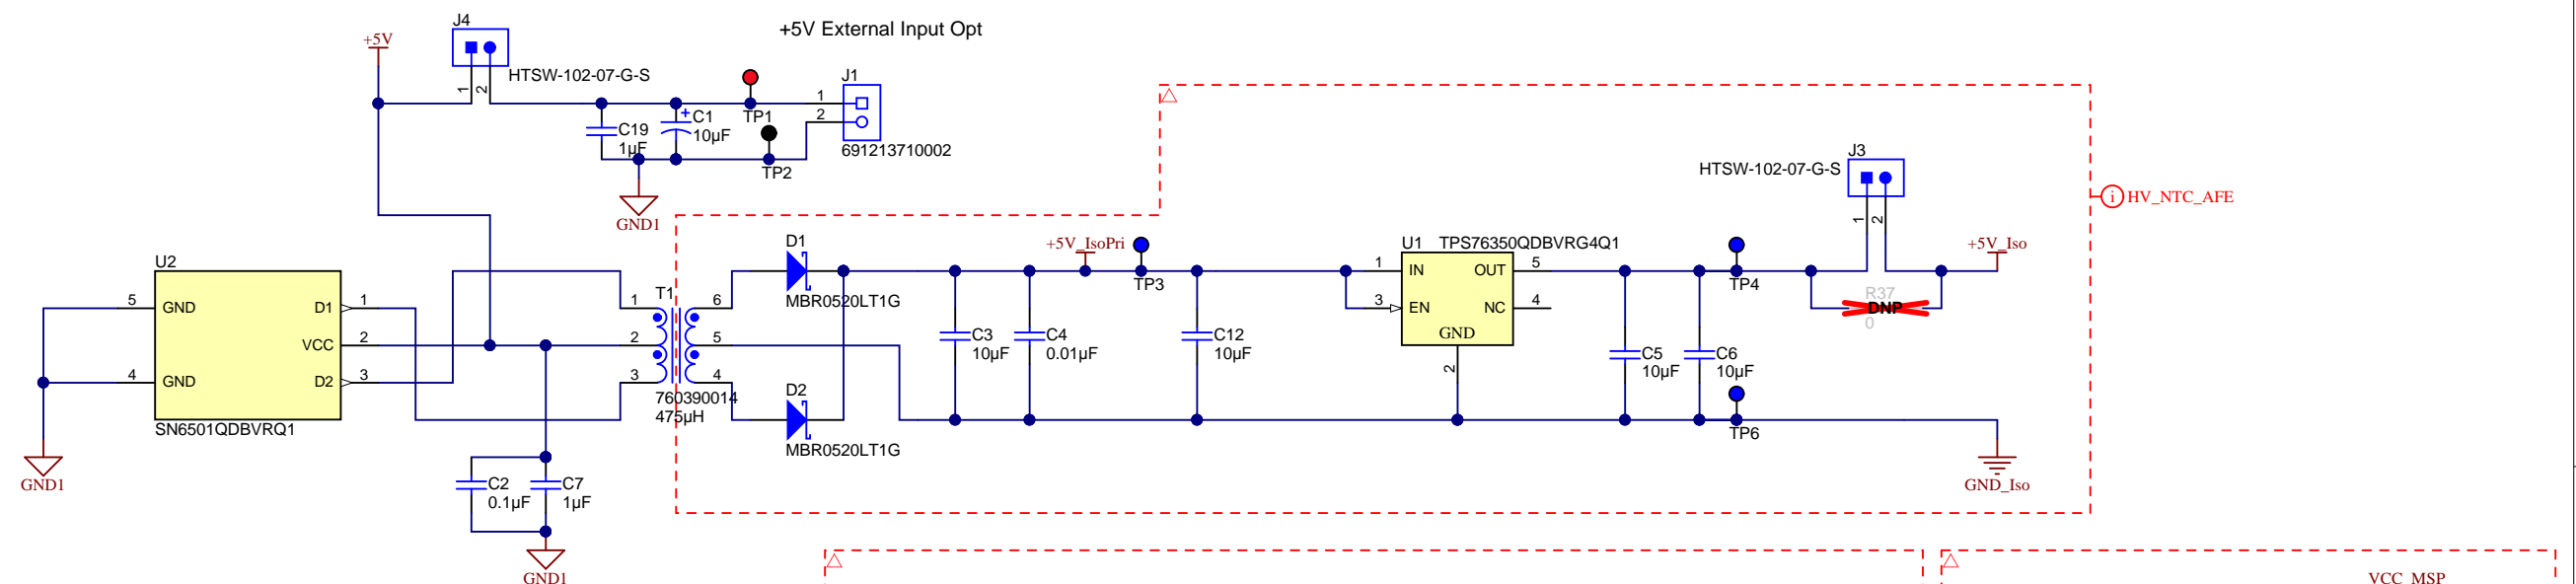 J4
+5V External Input Opt
+5V
HTSW-102-07-G-S
1
2
J1
1
2
C19
1µF
+
C1
10µF
TP1
TP2
691213710002
GND1
J3
HTSW-102-07-G-S
1
2
i HV_NTC_AFE
U2
5 GND
4 GND
D1 1
VCC 2
D2 3
SN6501QDBVRQ1
GND1
T1
1
2
3
6
5
4
760390014
475µH
D1
MBR0520LT1G
D2
MBR0520LT1G
+5V_IsoPri
TP3
C3
10µF
C4
0.01µF
C12
10µF
U1 TPS76350QDBVRG4Q1
1 IN
3 EN
OUT 5
NC 4
GND
2
TP4
C5
10µF
C6
10µF
TP6
R37
DNP
0
+5V_Iso
GND_Iso
C2
0.1µF
C7
1µF
GND1
VCC_MSP